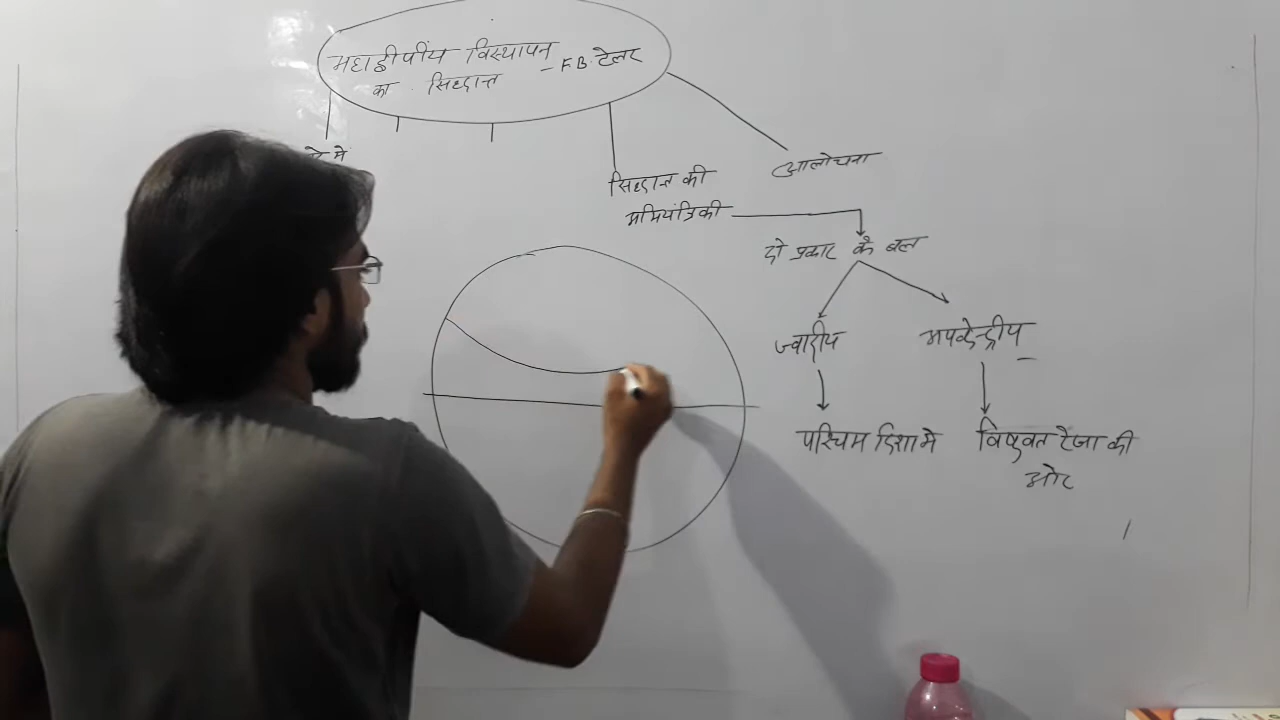 महाद्वीपीय विस्थापन
का सिद्धान्त – F.B. टेलर
मे
सिद्धान्त की
अभियंत्रिकी
आलोचना
दो प्रकार के बल
ज्वारीय
अपकेन्द्रीय
पश्चिम दिशा मे
विषुवत रेखा की
ओर